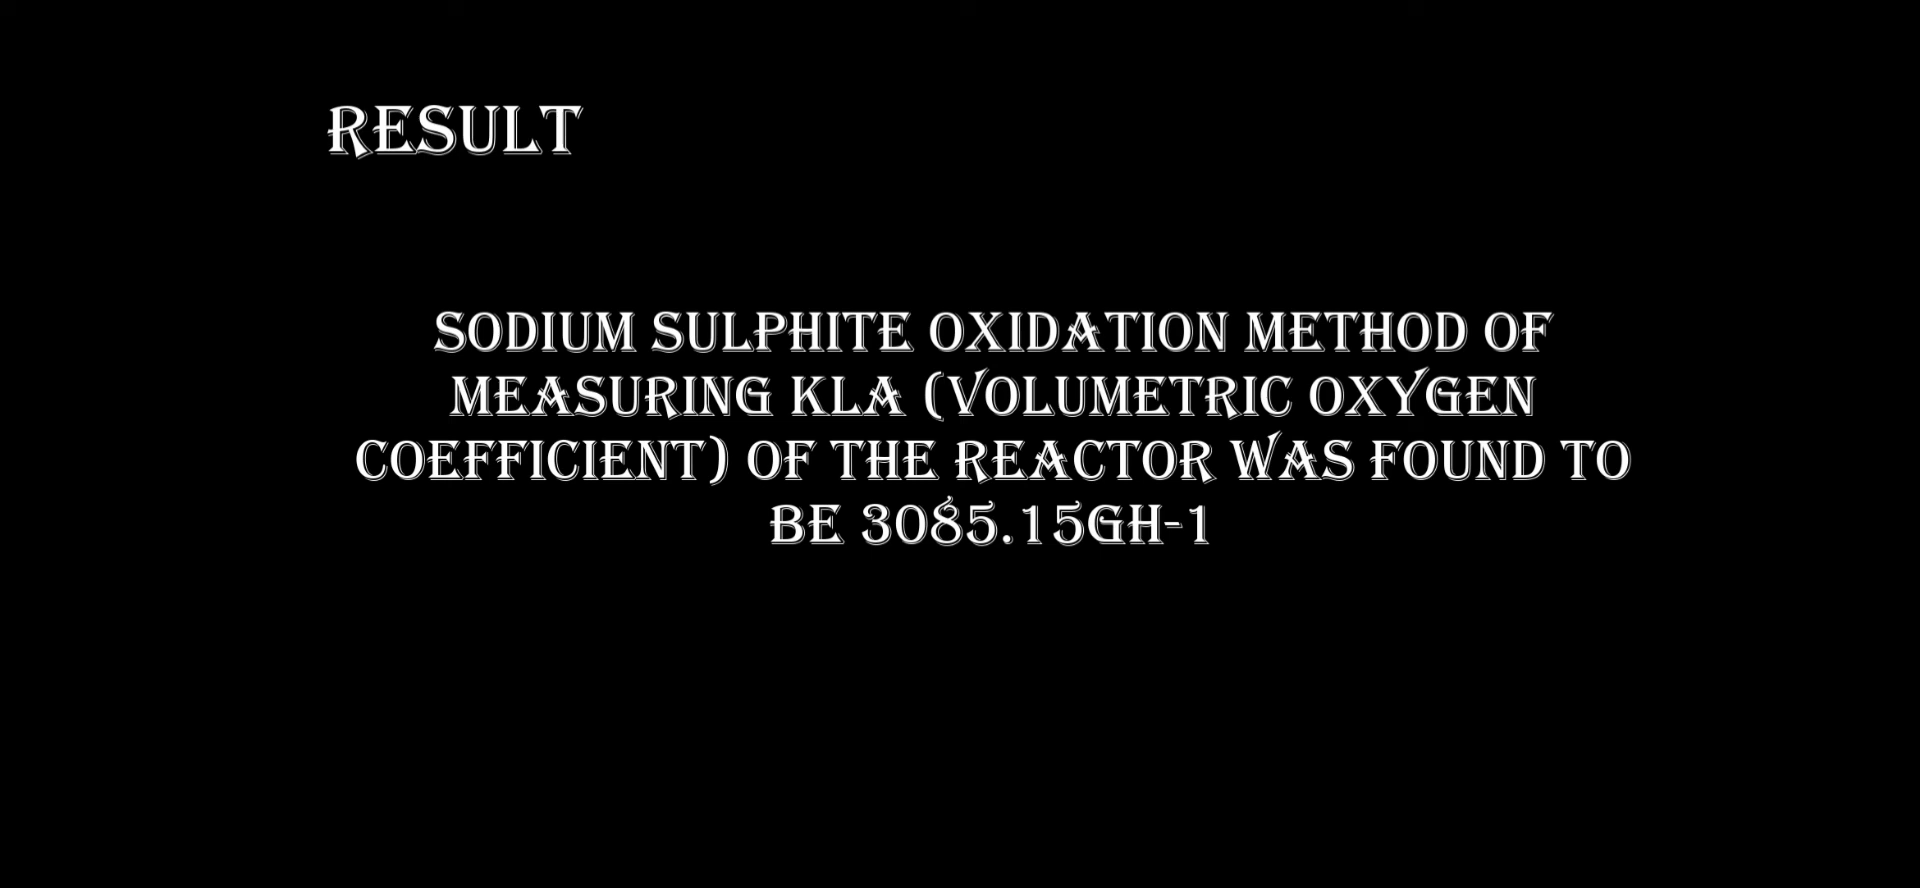 RESULT
SODIUM SULPHITE OXIDATION METHOD OF
MEASURING KLA (VOLUMETRIC OXYGEN
COEFFICIENT) OF THE REACTOR WAS FOUND TO
BE 3085.15GH-1